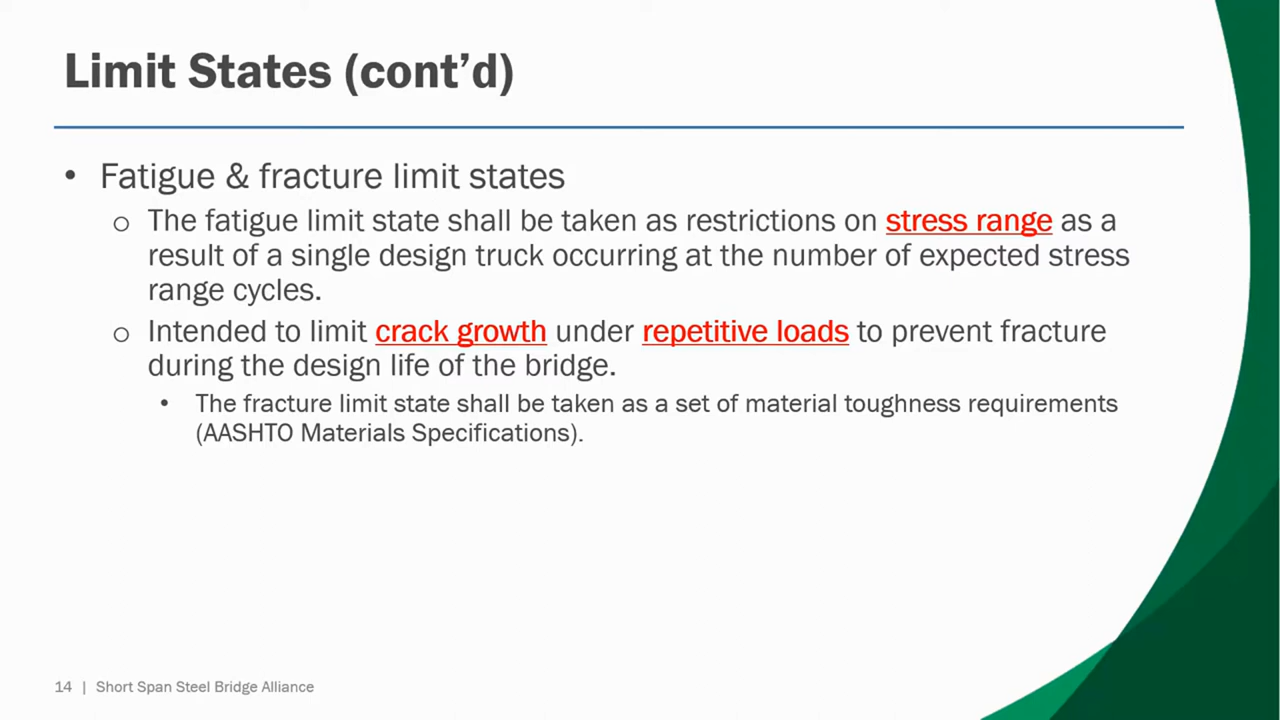 Limit States (cont’d)
• Fatigue & fracture limit states
o The fatigue limit state shall be taken as restrictions on stress range as a
result of a single design truck occurring at the number of expected stress
range cycles.
o Intended to limit crack growth under repetitive loads to prevent fracture
during the design life of the bridge.
• The fracture limit state shall be taken as a set of material toughness requirements
(AASHTO Materials Specifications).
14 | Short Span Steel Bridge Alliance